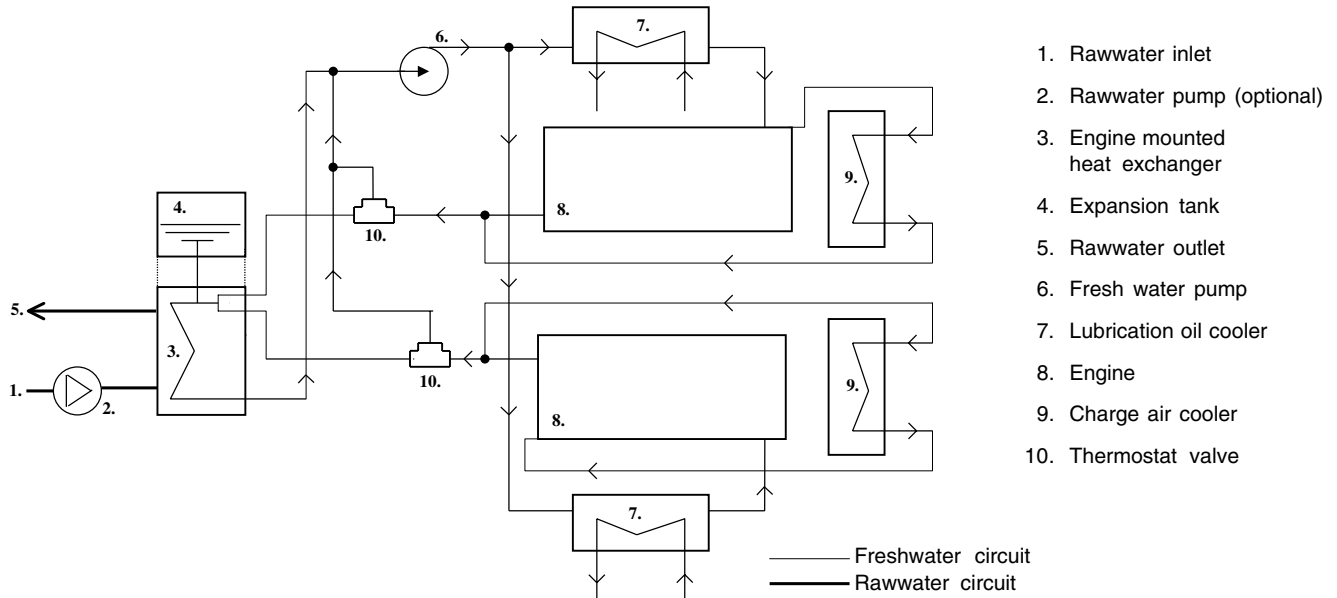 7.
6.
4.
10.
8.
9.
5.
3.
1.
2.
10.
8.
9.
7.
1. Rawwater inlet
2. Rawwater pump (optional)
3. Engine mounted
heat exchanger
4. Expansion tank
5. Rawwater outlet
6. Fresh water pump
7. Lubrication oil cooler
8. Engine
9. Charge air cooler
10. Thermostat valve
Freshwater circuit
Rawwater circuit